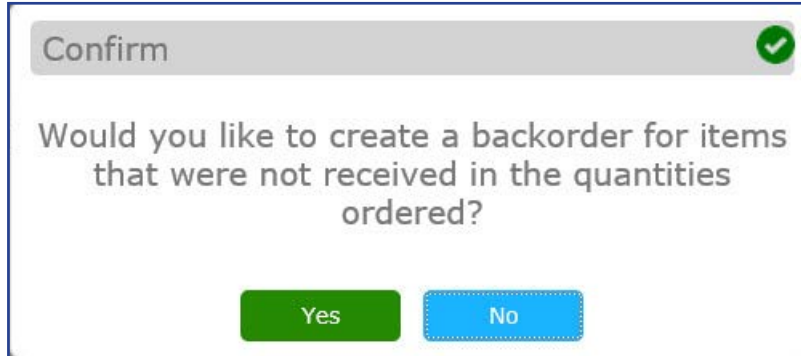 Confirm
Would you like to create a backorder for items
that were not received in the quantities
ordered?
Yes No